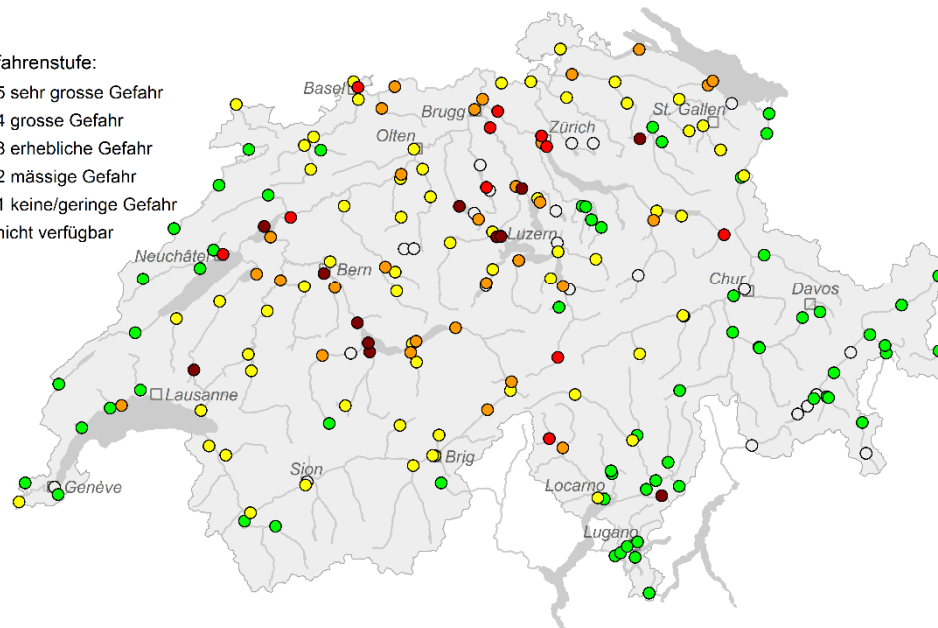 fahrenstufe:
5 sehr grosse Gefahr
4 grosse Gefahr
3 erhebliche Gefahr
2 mässige Gefahr
1 keine/geringe Gefahr
nicht verfügbar
Basel
Brugg
Zürich
St. Gallen
Olten
Luzern
Neuchâtel
Bern
Chur
Davos
Lausanne
Sion
Brig
Genève
Locarno
Lugano